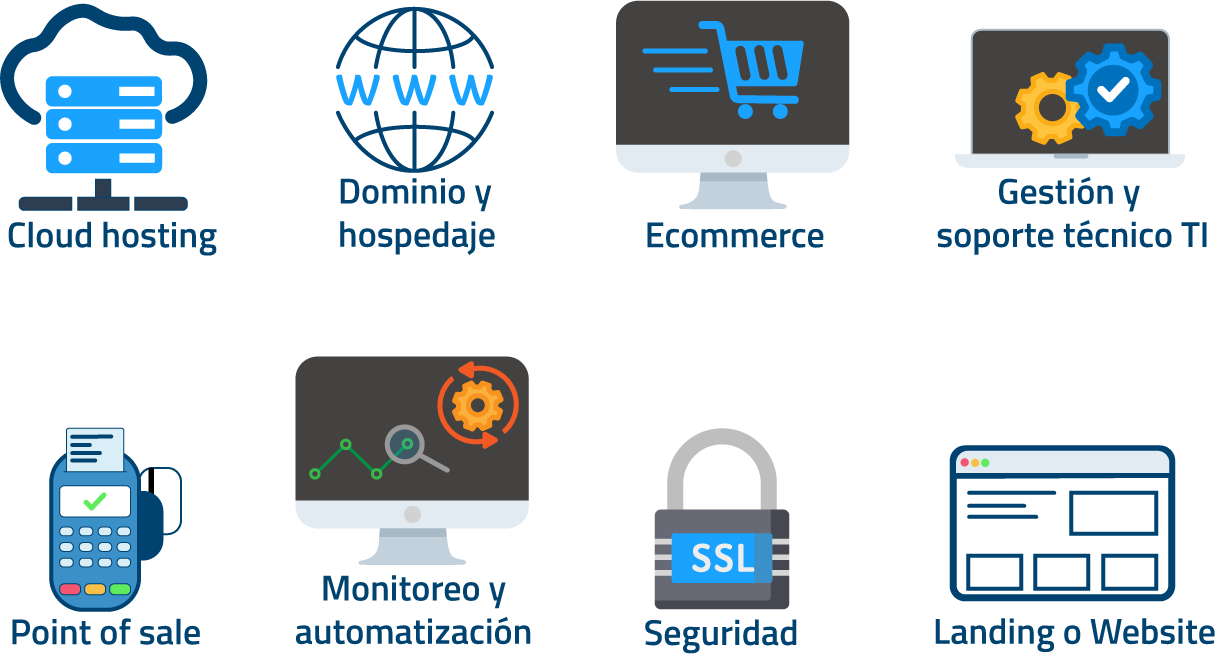 WWW
Cloud hosting
Dominio y
hospedaje
Ecommerce
Gestión y
soporte técnico TI
Point of sale
Monitoreo y
automatización
SSL
Seguridad
Landing o Website